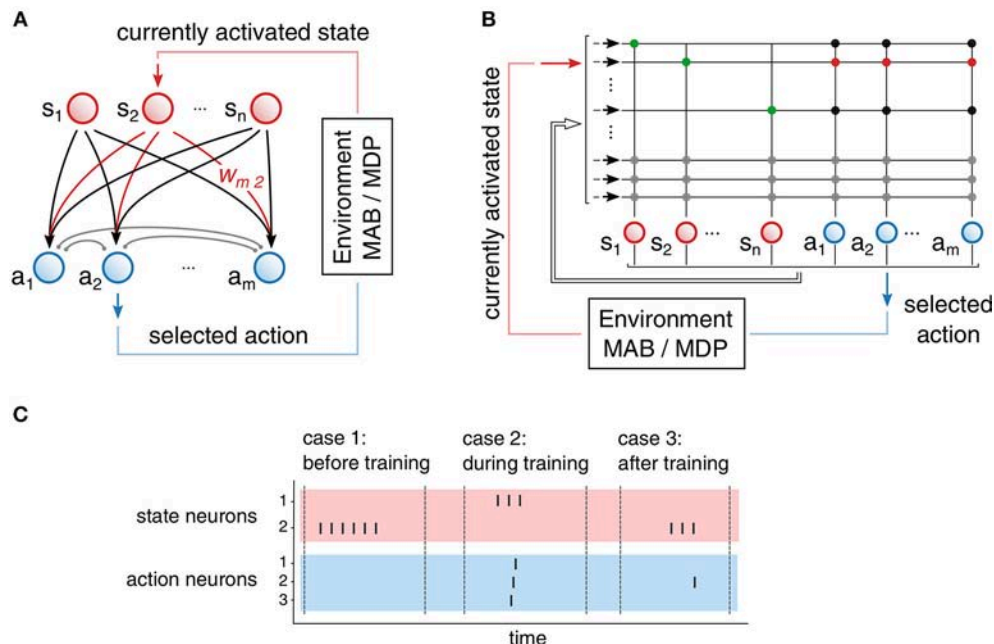 A
currently activated state
s1 s2 ... sn
wm 2
Environment
MAB / MDP
a1 a2 ... am
selected action
B
currently activated state
s1 s2 ... sn a1 a2 ... am
selected
action
Environment
MAB / MDP
C
case 1:
before training
case 2:
during training
case 3:
after training
state neurons
1
2
action neurons
1
2
3
time